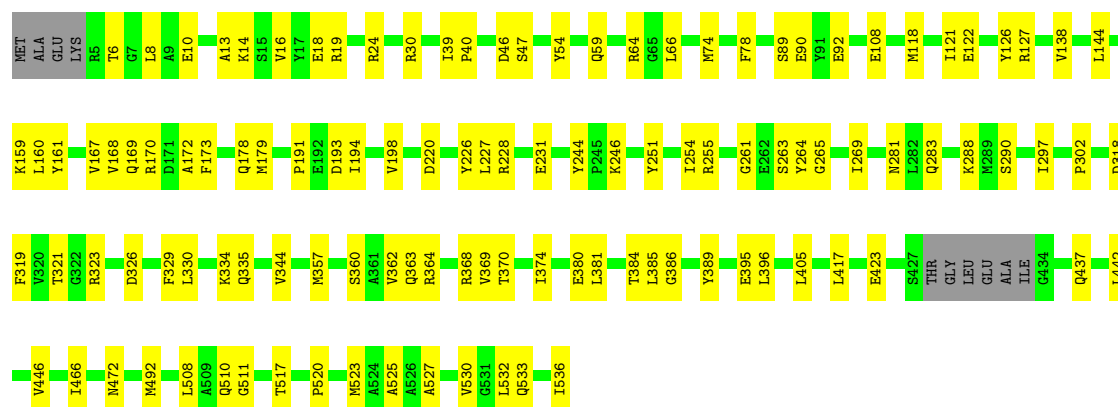 MET ALA GLU LYS R5 T6 G7 L8 A9 E10 A13 K14 S15 V16 Y17 E18 R19 R24 R30 I39 P40 D46 S47 Y54 Q59 R64 G65 L66 M74 F78 S89 E90 Y91 E92 E108 M118 I121 E122 Y126 R127 V138 L144
K159 L160 Y161 V167 V168 Q169 R170 D171 A172 F173 Q178 M179 P191 E192 D193 I194 V198 D220 Y226 L227 R228 E231 Y244 P245 K246 Y251 I254 R255 G261 E262 S263 Y264 G265 I269 N281 L282 Q283 K288 M289 S290 I297 P302 D318
F319 V320 T321 G322 R323 D326 F329 L330 K334 Q335 V344 M357 S360 A361 V362 Q363 R364 R368 V369 T370 I374 E380 L381 T384 L385 G386 Y389 E395 L396 L405 L417 E423 S427 THR GLY LEU GLU ALA ILE G434 Q437 L442
V446 I466 N472 M492 L508 A509 Q510 G511 T517 P520 M523 A524 A525 A526 A527 V530 G531 L532 Q533 I536